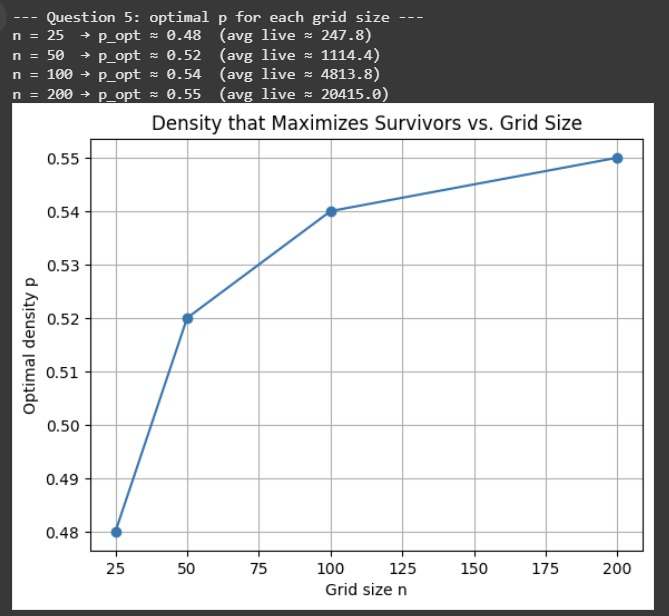 --- Question 5: optimal p for each grid size ---
n = 25 → p_opt ≈ 0.48 (avg live ≈ 247.8)
n = 50 → p_opt ≈ 0.52 (avg live ≈ 1114.4)
n = 100 → p_opt ≈ 0.54 (avg live ≈ 4813.8)
n = 200 → p_opt ≈ 0.55 (avg live ≈ 20415.0)
Density that Maximizes Survivors vs. Grid Size
Optimal density p
0.55
0.54
0.53
0.52
0.51
0.50
0.49
0.48
25 50 75 100 125 150 175 200
Grid size n